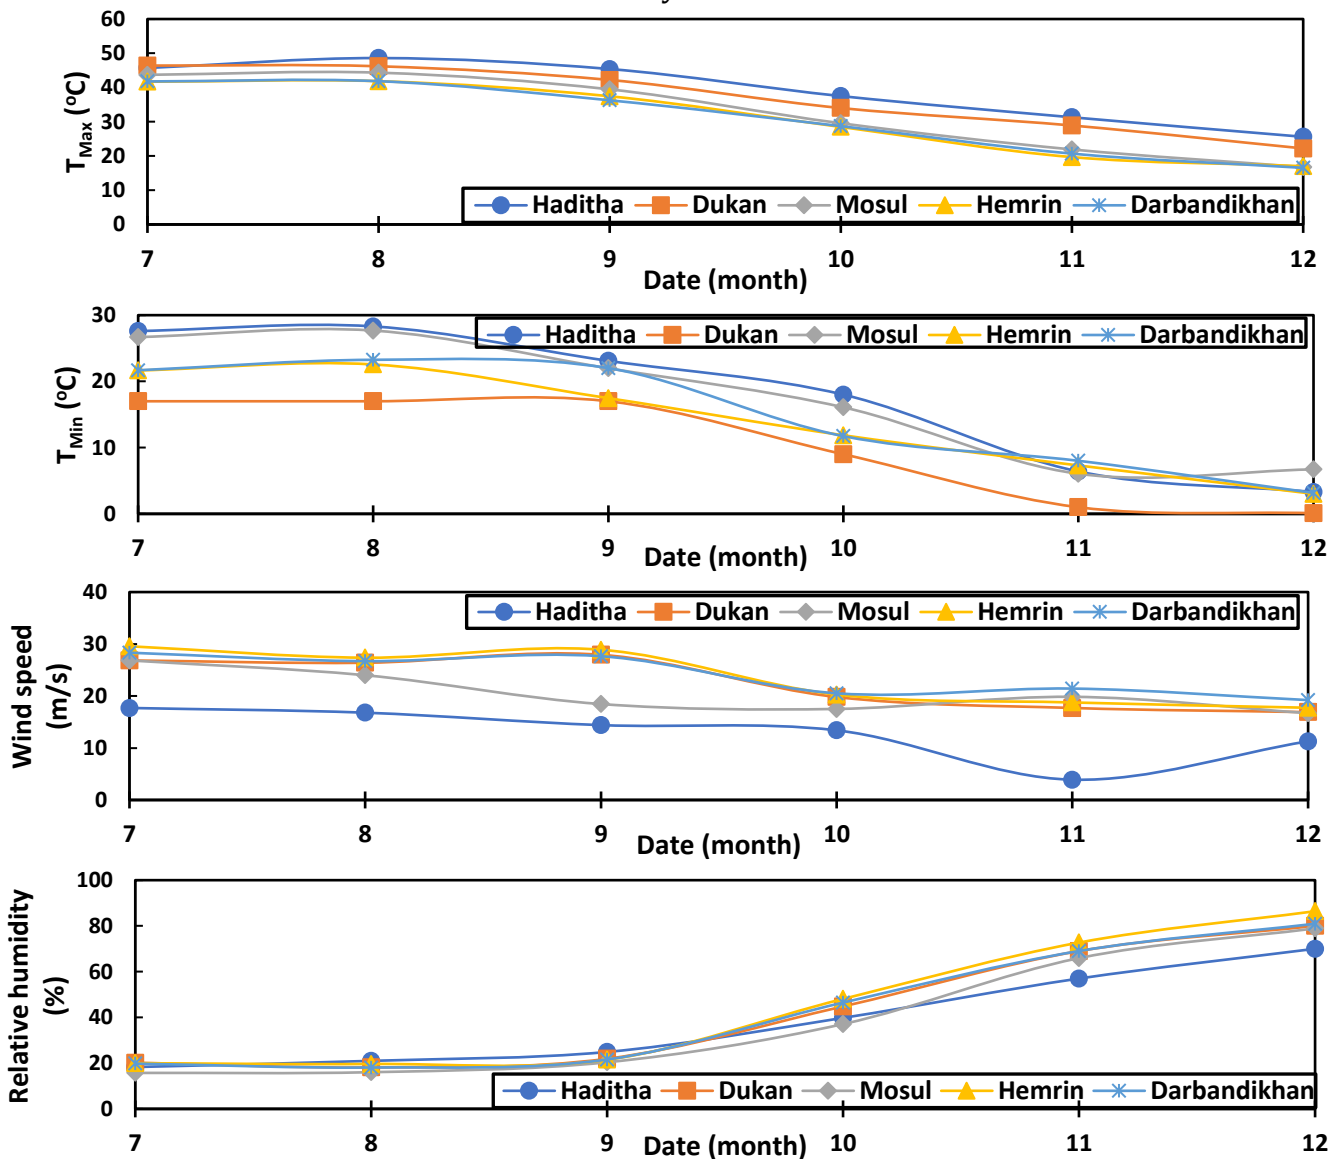 60
50
40
30
20
10
0
T_Max (ºC)
Haditha Dukan Mosul Hemrin Darbandikhan
7 8 9 10 11 12
Date (month)
30
20
10
0
T_Min (ºC)
Haditha Dukan Mosul Hemrin Darbandikhan
7 8 9 10 11 12
Date (month)
40
30
20
10
0
Wind speed
(m/s)
Haditha Dukan Mosul Hemrin Darbandikhan
7 8 9 10 11 12
Date (month)
100
80
60
40
20
0
Relative humidity
(%)
Haditha Dukan Mosul Hemrin Darbandikhan
7 8 9 10 11 12
Date (month)